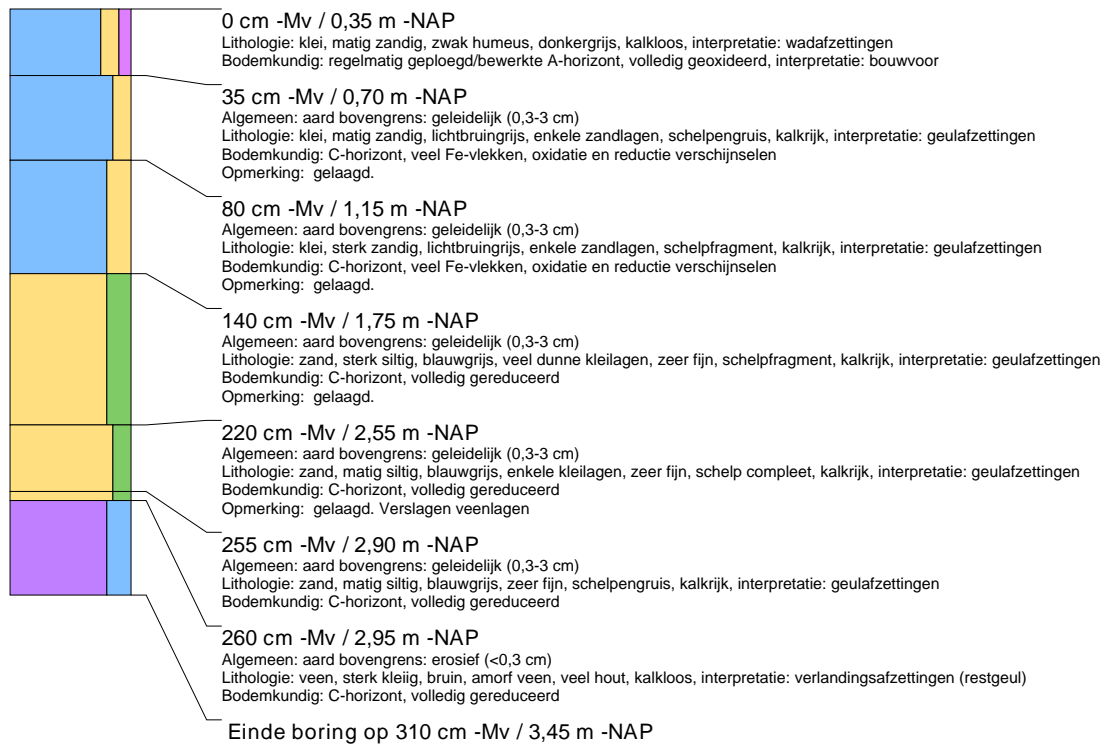 0 cm -Mv / 0,35 m -NAP
Lithologie: klei, matig zandig, zwak humeus, donkergrijs, kalkloos, interpretatie: wadafzettingen
Bodemkundig: regelmatig geploegd/bewerkte A-horizont, volledig geoxideerd, interpretatie: bouwvoor
35 cm -Mv / 0,70 m -NAP
Algemeen: aard bovengrens: geleidelijk (0,3-3 cm)
Lithologie: klei, matig zandig, lichtbruingrijs, enkele zandlagen, schelpengruis, kalkrijk, interpretatie: geulafzettingen
Bodemkundig: C-horizont, veel Fe-vlekken, oxidatie en reductie verschijnselen
Opmerking: gelaagd.
80 cm -Mv / 1,15 m -NAP
Algemeen: aard bovengrens: geleidelijk (0,3-3 cm)
Lithologie: klei, sterk zandig, lichtbruingrijs, enkele zandlagen, schelpfragment, kalkrijk, interpretatie: geulafzettingen
Bodemkundig: C-horizont, veel Fe-vlekken, oxidatie en reductie verschijnselen
Opmerking: gelaagd.
140 cm -Mv / 1,75 m -NAP
Algemeen: aard bovengrens: geleidelijk (0,3-3 cm)
Lithologie: zand, sterk siltig, blauwgrijs, veel dunne kleilagen, zeer fijn, schelpfragment, kalkrijk, interpretatie: geulafzettingen
Bodemkundig: C-horizont, volledig gereduceerd
Opmerking: gelaagd.
220 cm -Mv / 2,55 m -NAP
Algemeen: aard bovengrens: geleidelijk (0,3-3 cm)
Lithologie: zand, matig siltig, blauwgrijs, enkele kleilagen, zeer fijn, schelp compleet, kalkrijk, interpretatie: geulafzettingen
Bodemkundig: C-horizont, volledig gereduceerd
Opmerking: gelaagd. Verslagen veenlagen
255 cm -Mv / 2,90 m -NAP
Algemeen: aard bovengrens: geleidelijk (0,3-3 cm)
Lithologie: zand, matig siltig, blauwgrijs, zeer fijn, schelpengruis, kalkrijk, interpretatie: geulafzettingen
Bodemkundig: C-horizont, volledig gereduceerd
260 cm -Mv / 2,95 m -NAP
Algemeen: aard bovengrens: erosief (<0,3 cm)
Lithologie: veen, sterk kleiig, bruin, amorf veen, veel hout, kalkloos, interpretatie: verlandingsafzettingen (restgeul)
Bodemkundig: C-horizont, volledig gereduceerd
Einde boring op 310 cm -Mv / 3,45 m -NAP